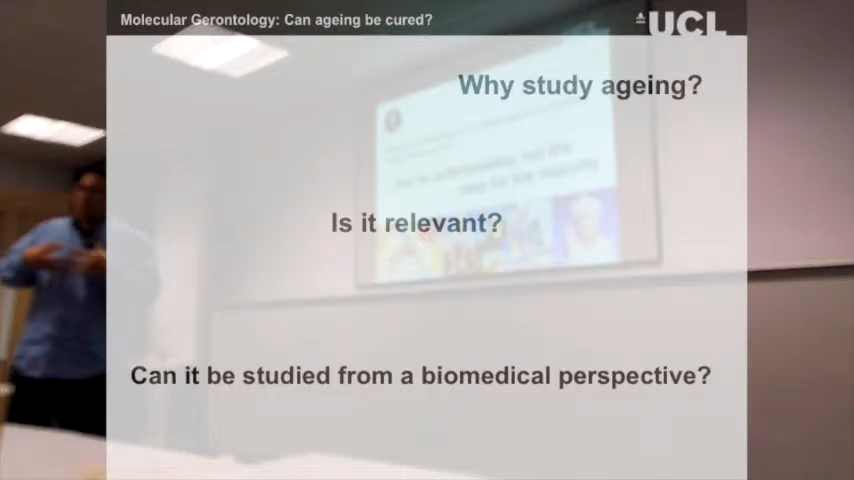 Molecular Gerontology: Can ageing be cured?
UCL
Why study ageing?
Is it relevant?
Can it be studied from a biomedical perspective?